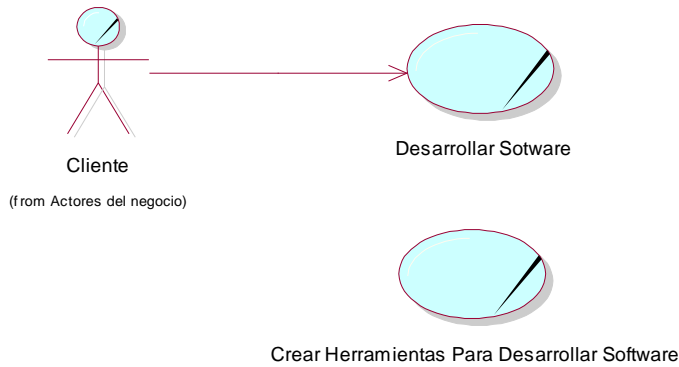 Desarrollar Sotware
Cliente
(from Actores del negocio)
Crear Herramientas Para Desarrollar Software